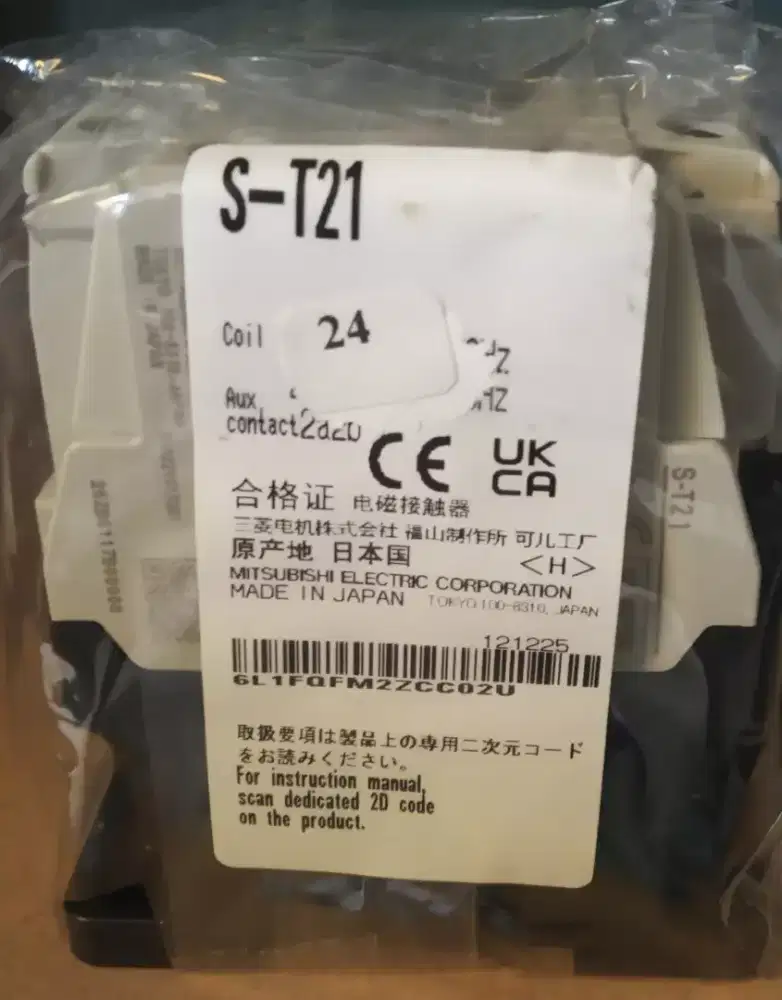 S-T21
Coil 24 HZ
Aux HZ
contact 2a2b
CE UK CA
合格证 电磁接触器
三菱电机株式会社 福山制作所 可儿工厂
原产地 日本国 <H>
MITSUBISHI ELECTRIC CORPORATION
MADE IN JAPAN TOKYO 100-8310, JAPAN
121225
6L1FQFM2ZCC02U
取扱要項は製品上の専用二次元コード
をお読みください。
For instruction manual,
scan dedicated 2D code
on the product.
S-T21